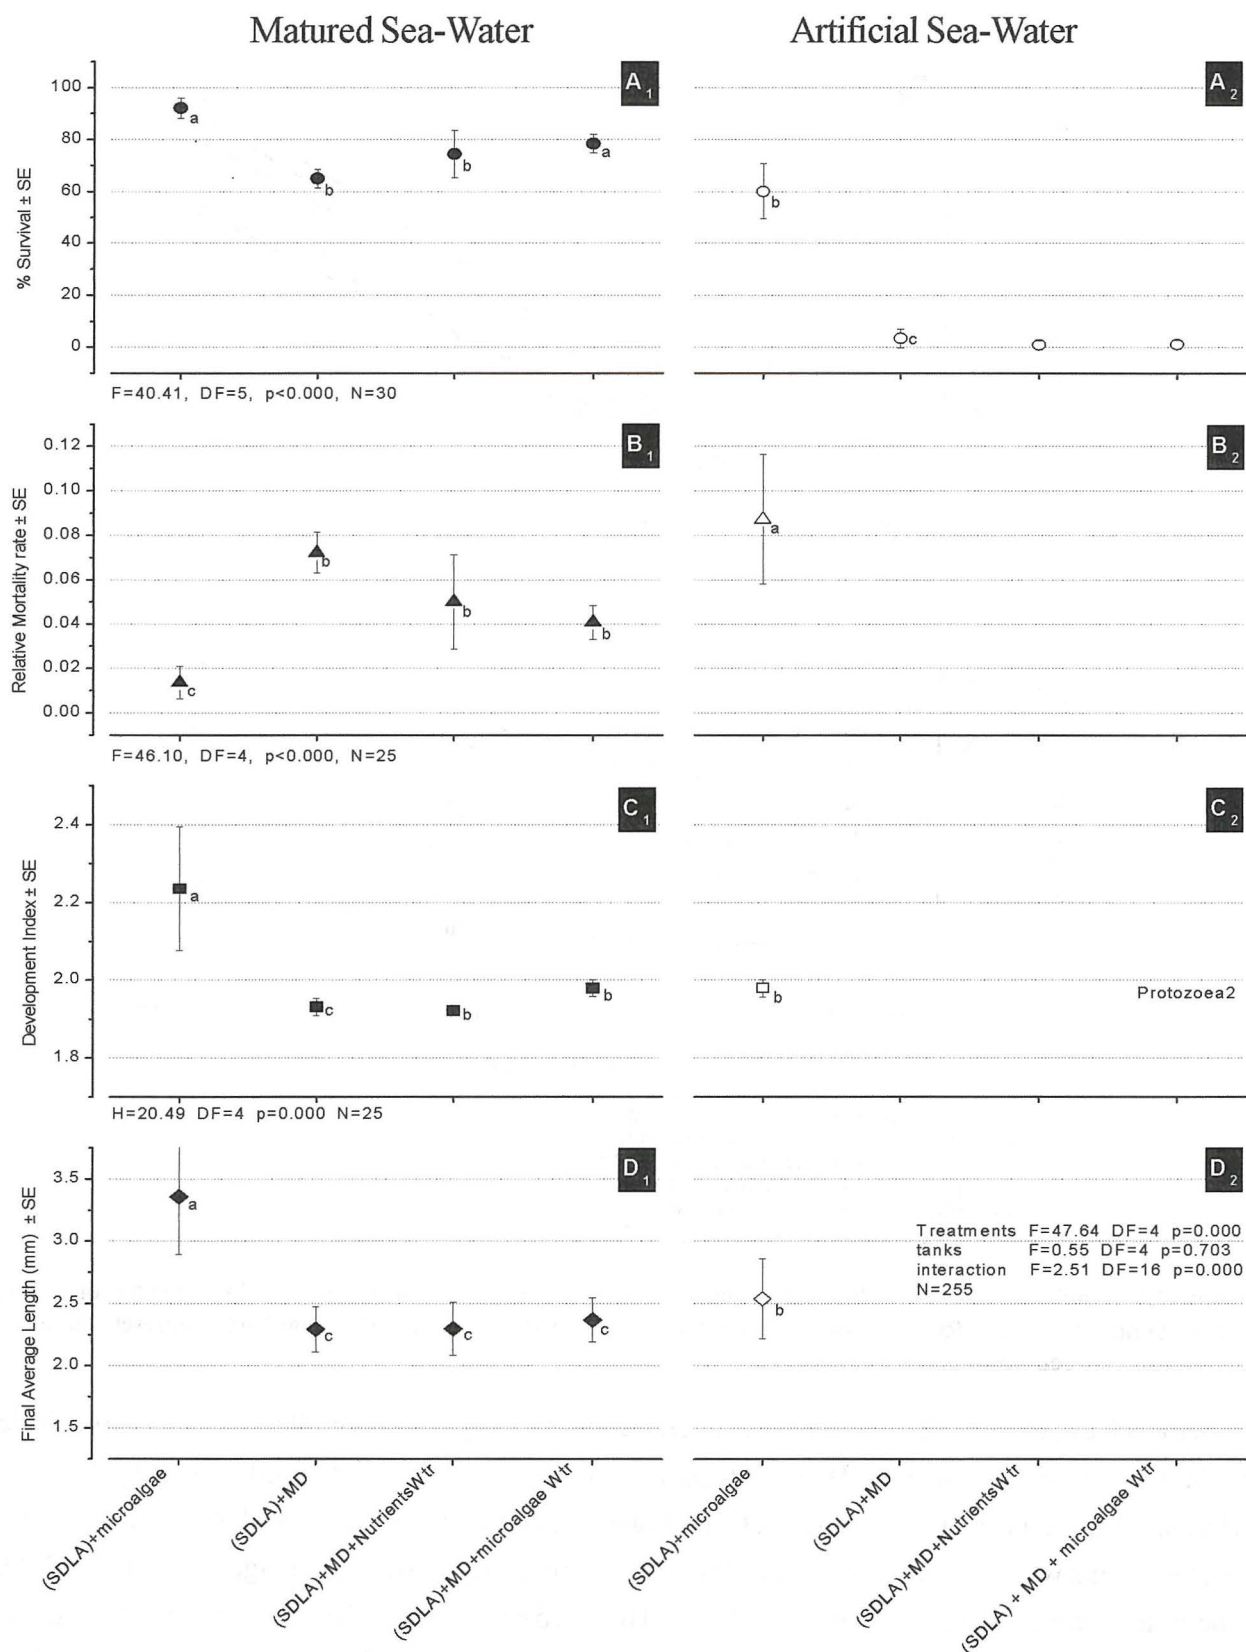 Matured Sea-Water
Artificial Sea-Water
% Survival ± SE
100
80
60
40
20
0
a
b
b
a
A1
b
c
A2
F=40.41, DF=5, p<0.000, N=30
Relative Mortality rate ± SE
0.12
0.10
0.08
0.06
0.04
0.02
0.00
c
b
b
b
B1
a
B2
F=46.10, DF=4, p<0.000, N=25
Development Index ± SE
2.4
2.2
2.0
1.8
a
c
b
b
C1
b
Protozoea2
C2
H=20.49 DF=4 p=0.000 N=25
Final Average Length (mm) ± SE
3.5
3.0
2.5
2.0
1.5
a
c
c
c
D1
b
D2
Treatments F=47.64 DF=4 p=0.000
tanks F=0.55 DF=4 p=0.703
interaction F=2.51 DF=16 p=0.000
N=255
(SDLA)+microalgae
(SDLA)+MD
(SDLA)+MD+NutrientsWtr
(SDLA)+MD+microalgae Wtr
(SDLA)+microalgae
(SDLA)+MD
(SDLA)+MD+NutrientsWtr
(SDLA) + MD + microalgae Wtr